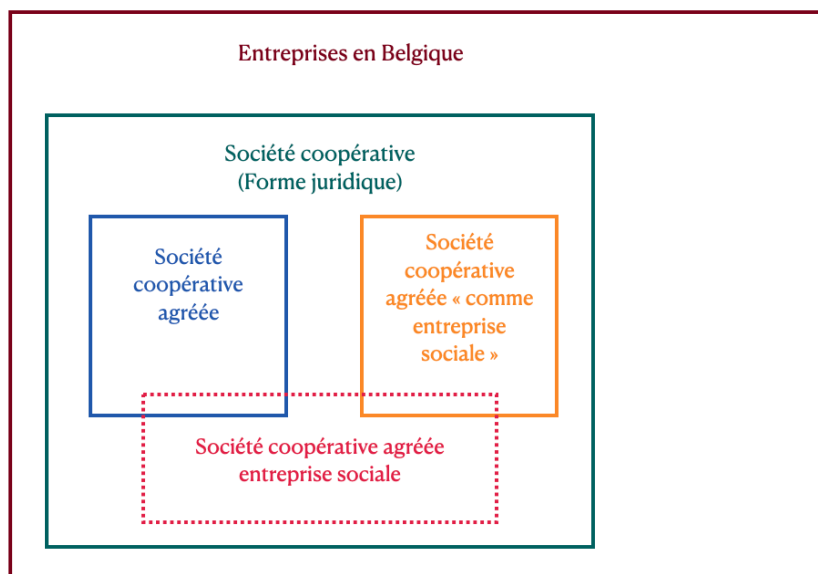 Entreprises en Belgique
Société coopérative
(Forme juridique)
Société
coopérative
agréée
Société
coopérative
agréée « comme
entreprise
sociale »
Société coopérative agréée
entreprise sociale